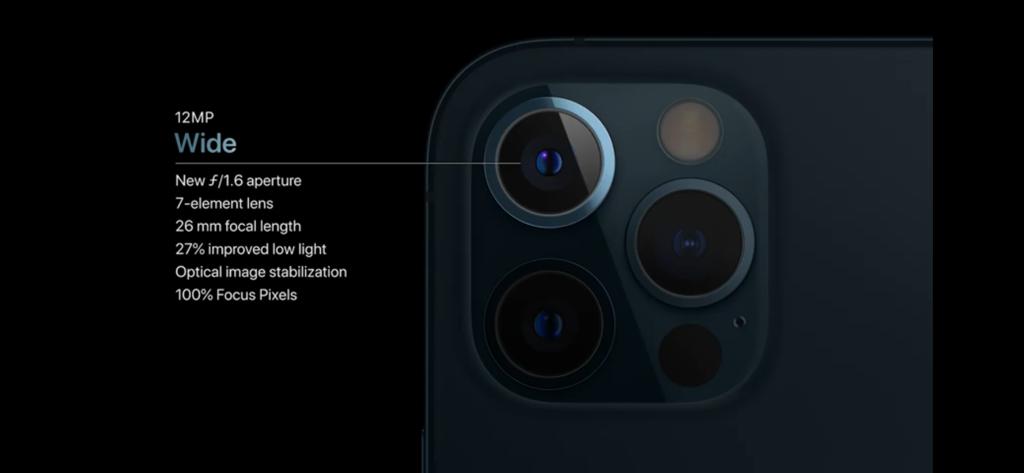 12MP
Wide
New ƒ/1.6 aperture
7-element lens
26 mm focal length
27% improved low light
Optical image stabilization
100% Focus Pixels